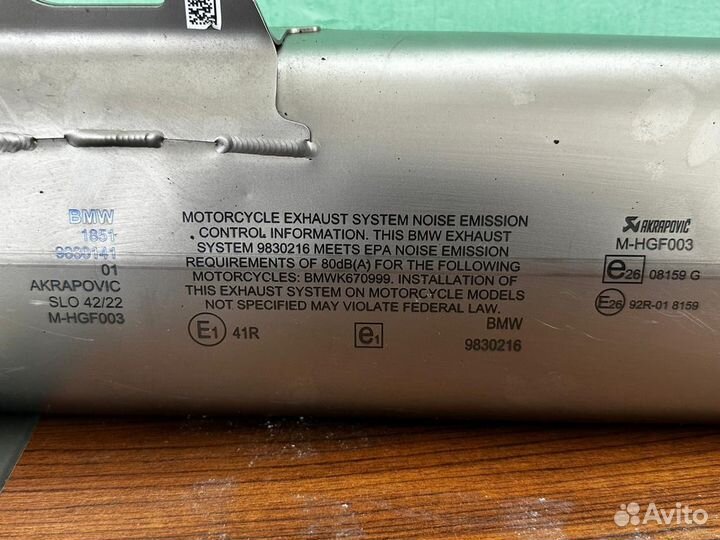 BMW
1851
9830141
01
AKRAPOVIC
SLO 42/22
M-HGF003
MOTORCYCLE EXHAUST SYSTEM NOISE EMISSION
CONTROL INFORMATION. THIS BMW EXHAUST
SYSTEM 9830216 MEETS EPA NOISE EMISSION
REQUIREMENTS OF 80dB(A) FOR THE FOLLOWING
MOTORCYCLES: BMWK670999. INSTALLATION OF
THIS EXHAUST SYSTEM ON MOTORCYCLE MODELS
NOT SPECIFIED MAY VIOLATE FEDERAL LAW.
E1 41R e1 BMW
9830216
AKRAPOVIČ
M-HGF003
e26 08159 G
E26 92R-01 8159
Avito